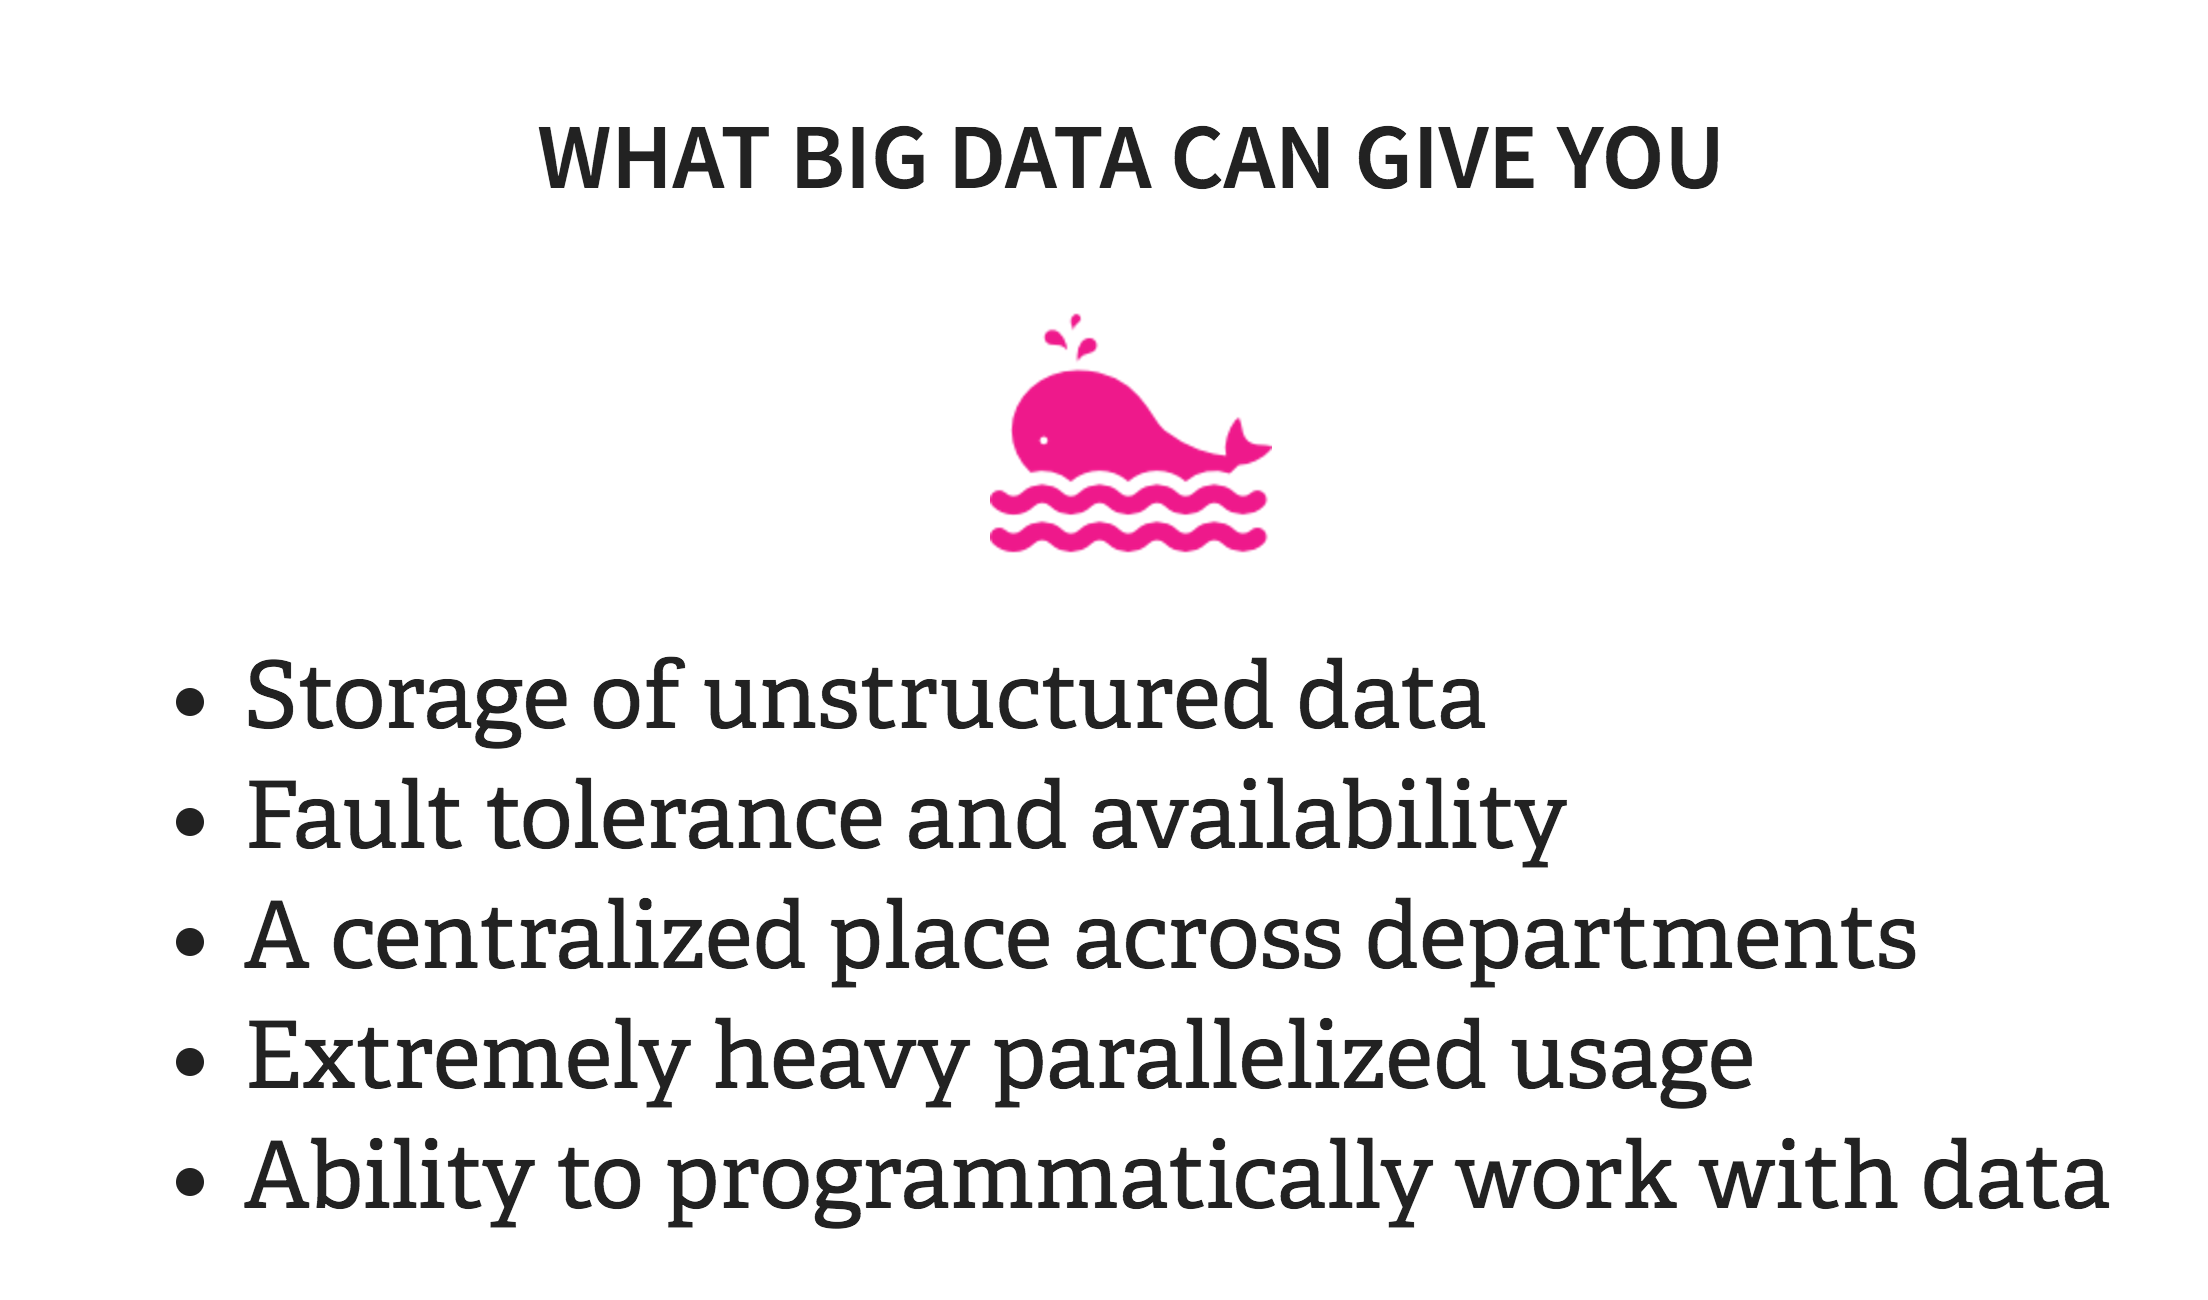 WHAT BIG DATA CAN GIVE YOU
• Storage of unstructured data
• Fault tolerance and availability
• A centralized place across departments
• Extremely heavy parallelized usage
• Ability to programmatically work with data